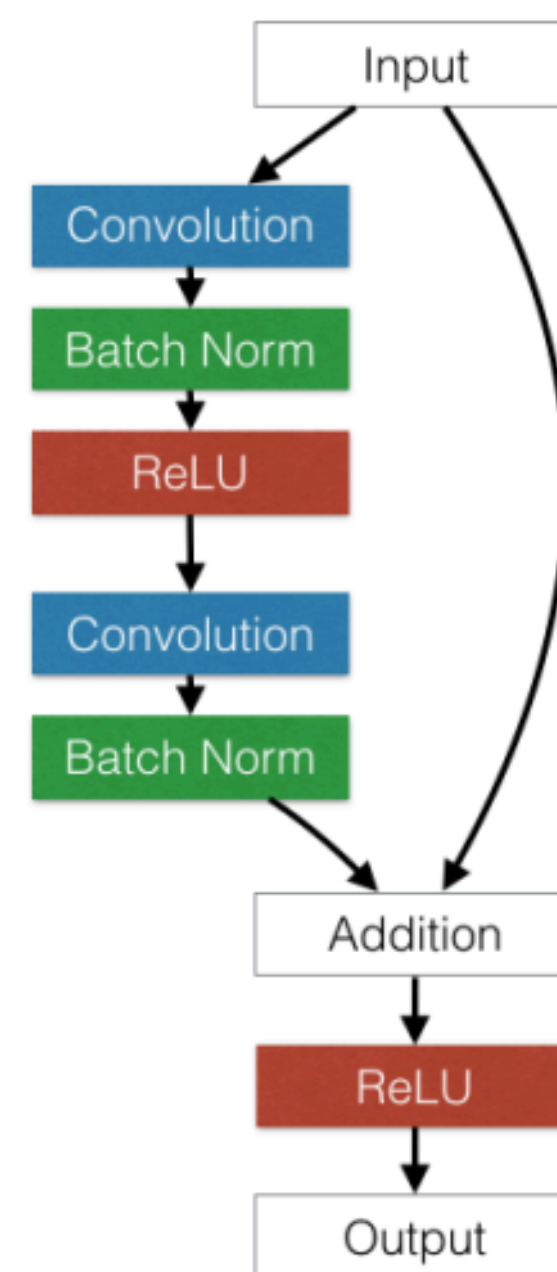 Input
Convolution
Batch Norm
ReLU
Convolution
Batch Norm
Addition
ReLU
Output